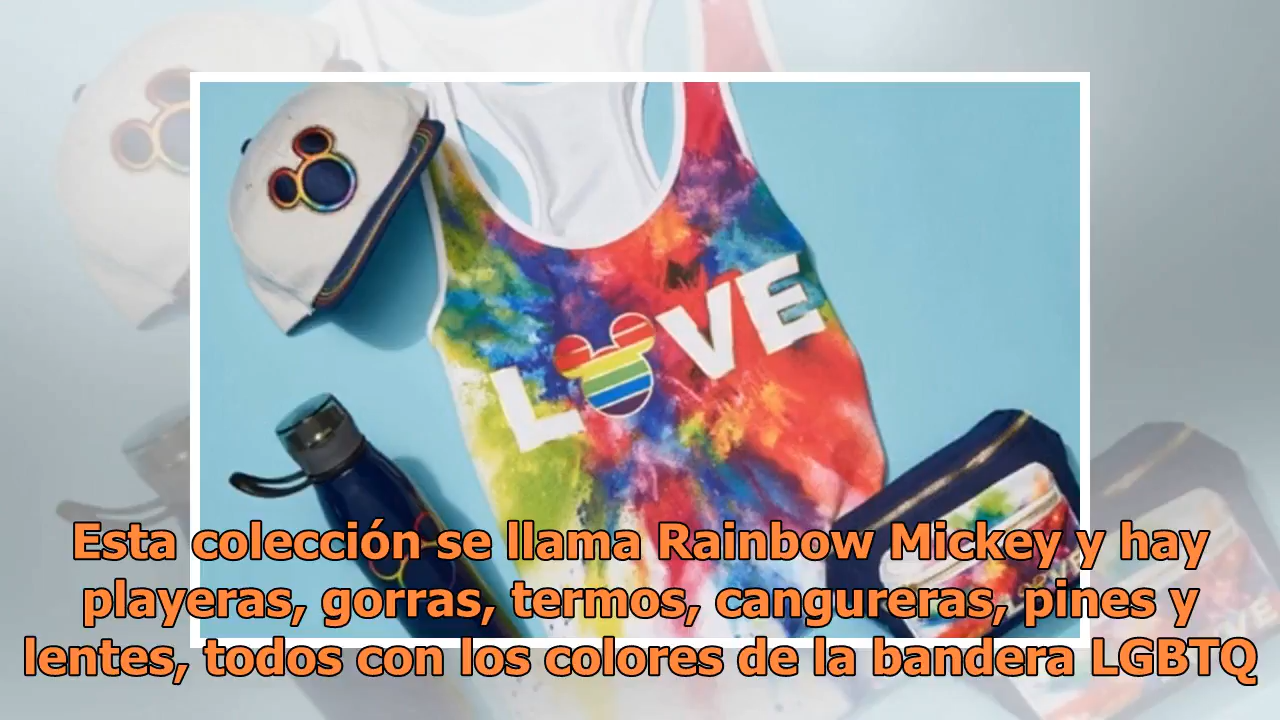 LOVE
Esta colección se llama Rainbow Mickey y hay
playeras, gorras, termos, cangureras, pines y
lentes, todos con los colores de la bandera LGBTQ